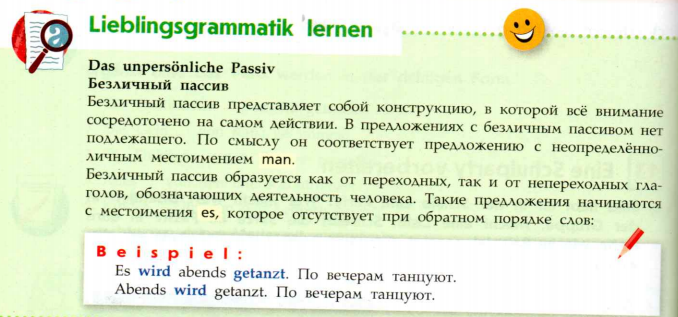 Lieblingsgrammatik lernen
Das unpersönliche Passiv
Безличный пассив
Безличный пассив представляет собой конструкцию, в которой всё внимание
сосредоточено на самом действии. В предложениях с безличным пассивом нет
подлежащего. По смыслу он соответствует предложению с неопределённо-
личным местоимением man.
Безличный пассив образуется как от переходных, так и от непереходных гла-
голов, обозначающих деятельность человека. Такие предложения начинаются
с местоимения es, которое отсутствует при обратном порядке слов:
Beispiel:
Es wird abends getanzt. По вечерам танцуют.
Abends wird getanzt. По вечерам танцуют.